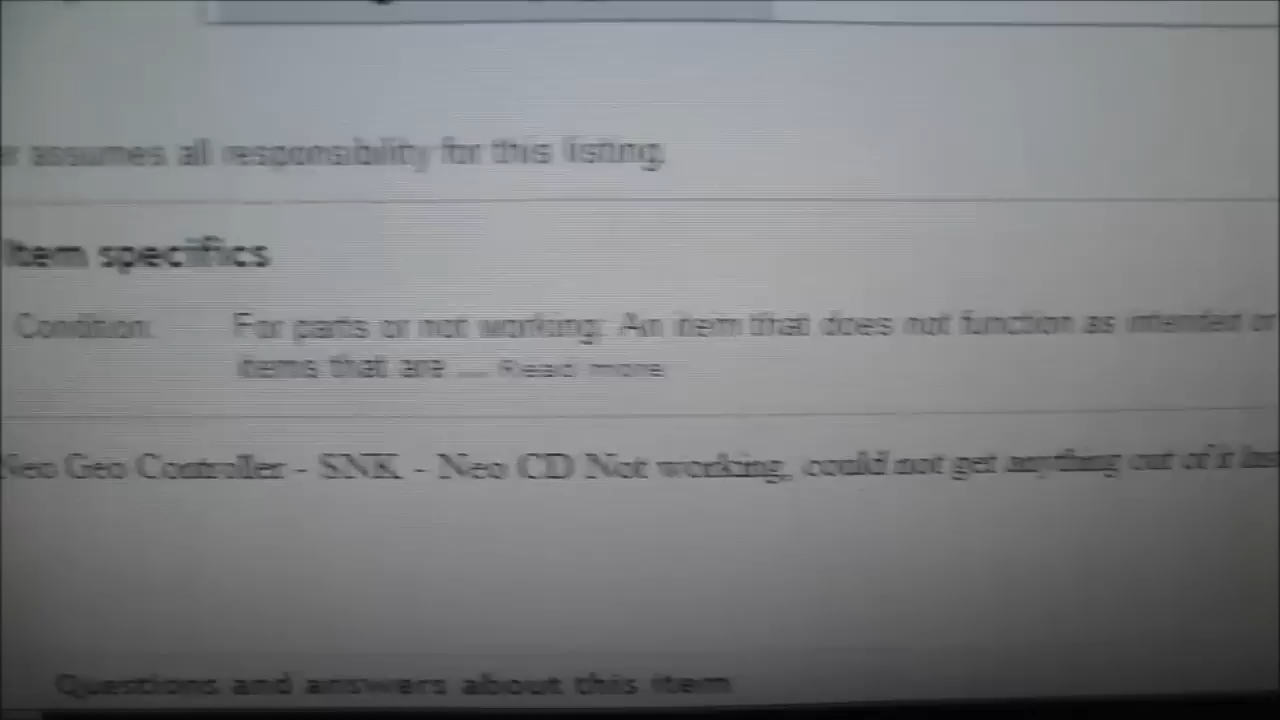 assumes all responsibility for this listing.
Item specifics
Condition: For parts or not working: An item that does not function as intended or
items that are ... Read more
Neo Geo Controller - SNK - Neo CD Not working, could not get anything out of it
Questions and answers about this item